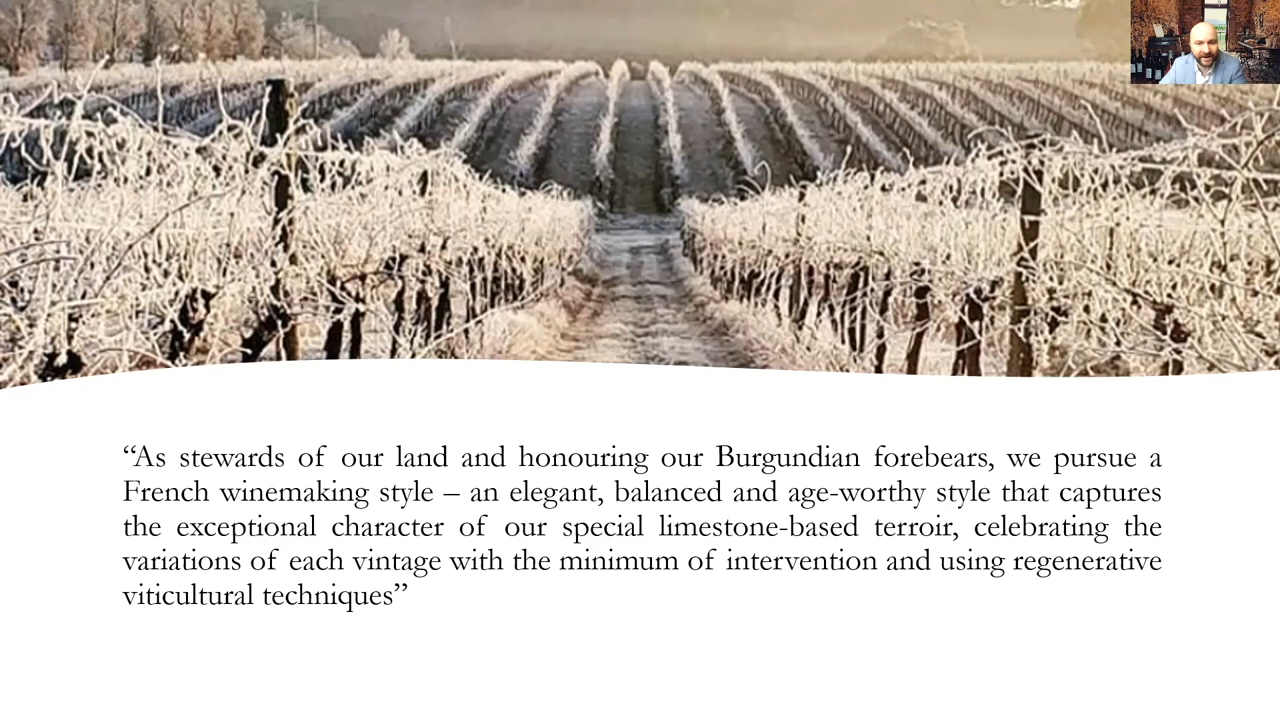 “As stewards of our land and honouring our Burgundian forebears, we pursue a
French winemaking style – an elegant, balanced and age-worthy style that captures
the exceptional character of our special limestone-based terroir, celebrating the
variations of each vintage with the minimum of intervention and using regenerative
viticultural techniques”